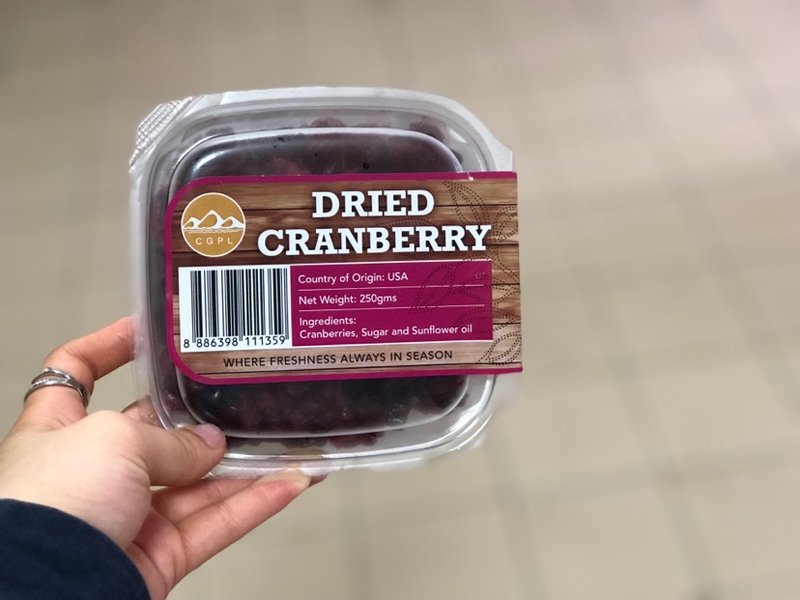 DRIED
CRANBERRY
CGPL
Country of Origin: USA
Net Weight: 250gms
Ingredients:
Cranberries, Sugar and Sunflower oil
8 886398 111359
WHERE FRESHNESS ALWAYS IN SEASON